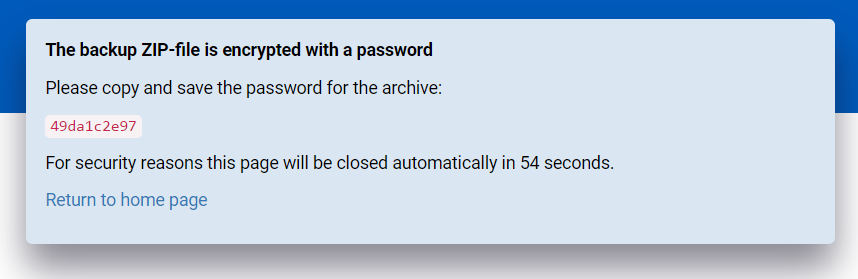 The backup ZIP-file is encrypted with a password
Please copy and save the password for the archive:
49da1c2e97
For security reasons this page will be closed automatically in 54 seconds.
Return to home page